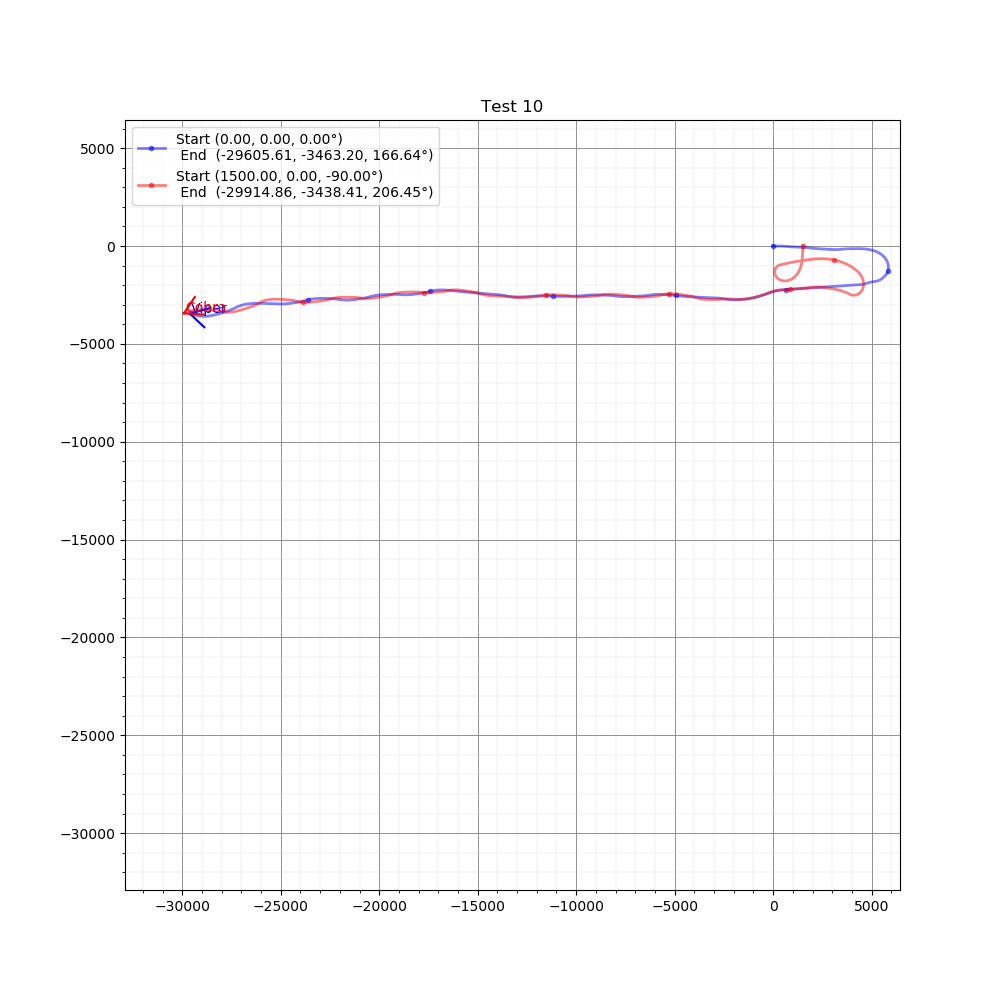 Test 10
Start (0.00, 0.00, 0.00°)
End  (-29605.61, -3463.20, 166.64°)
Start (1500.00, 0.00, -90.00°)
End  (-29914.86, -3438.41, 206.45°)
5000
0
−5000
−10000
−15000
−20000
−25000
−30000
−30000 −25000 −20000 −15000 −10000 −5000 0 5000